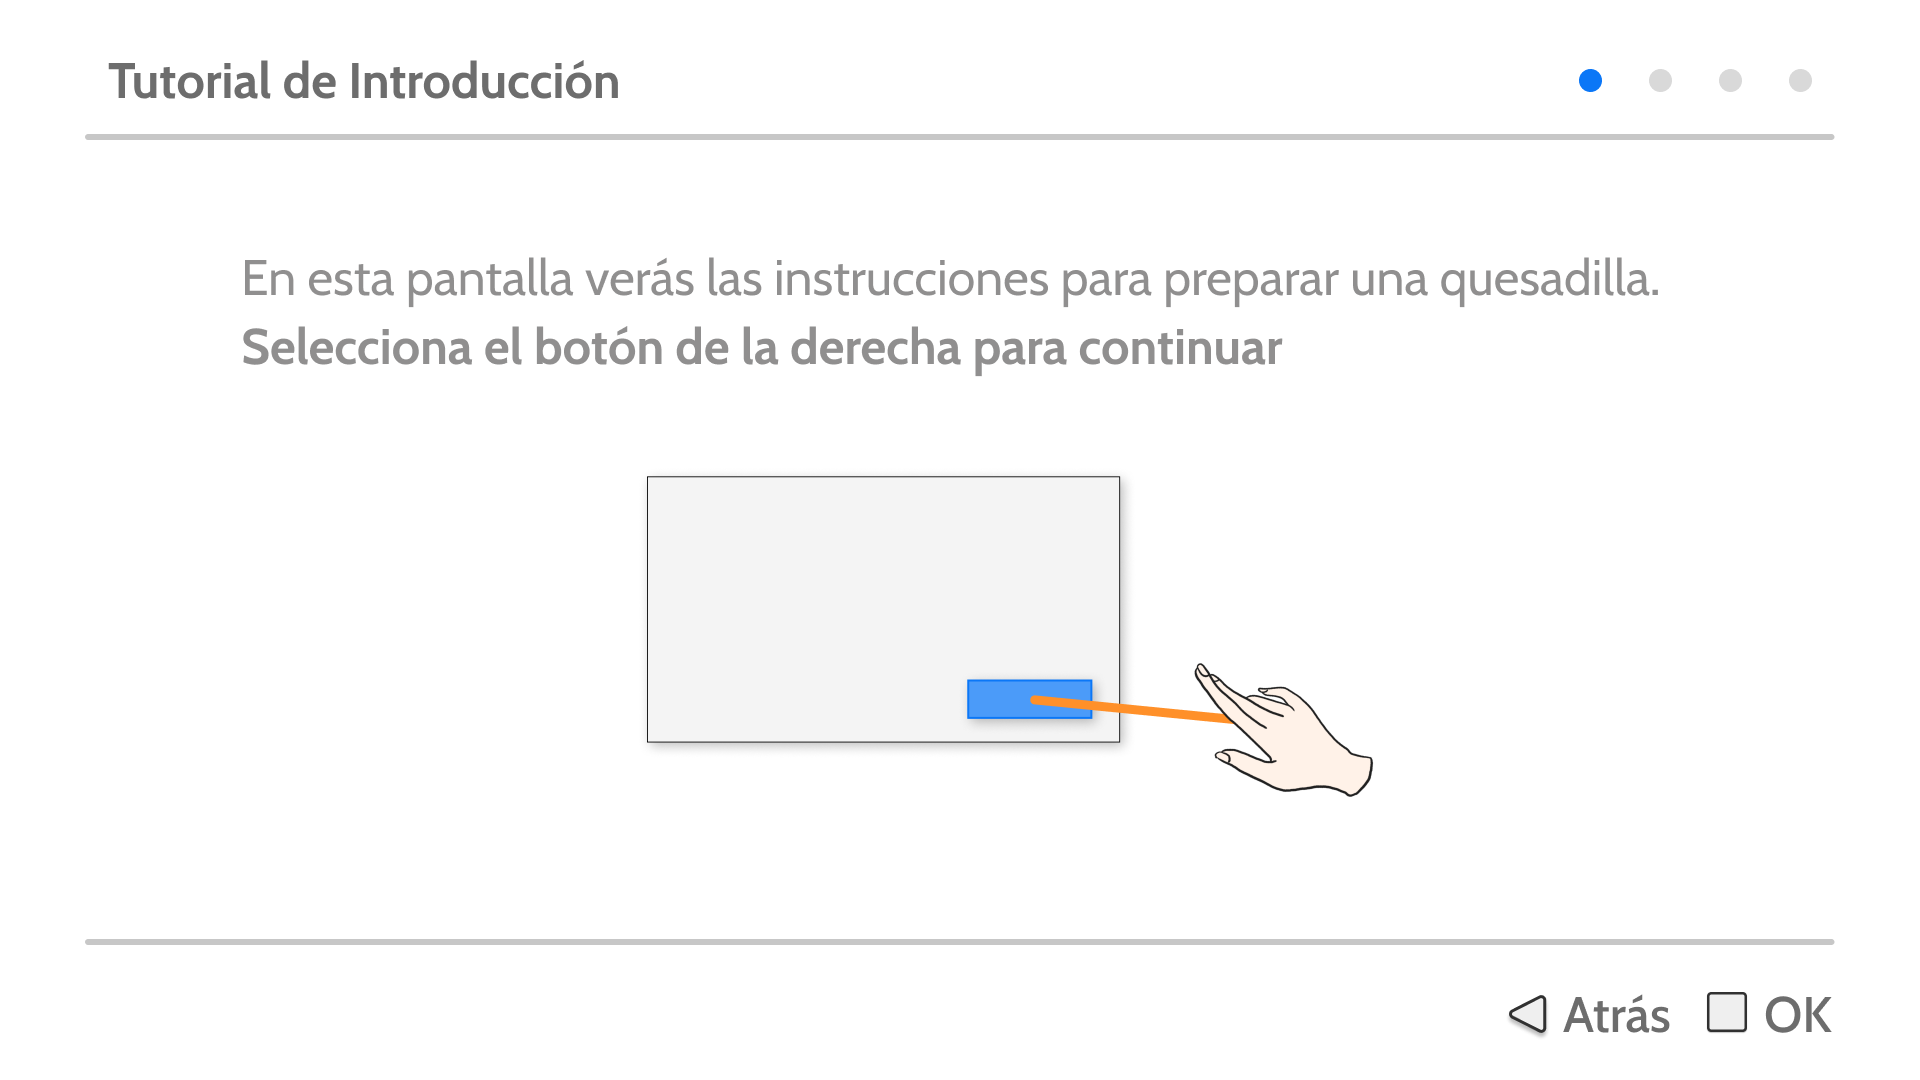 Tutorial de Introducción
En esta pantalla verás las instrucciones para preparar una quesadilla.
Selecciona el botón de la derecha para continuar
Atrás OK